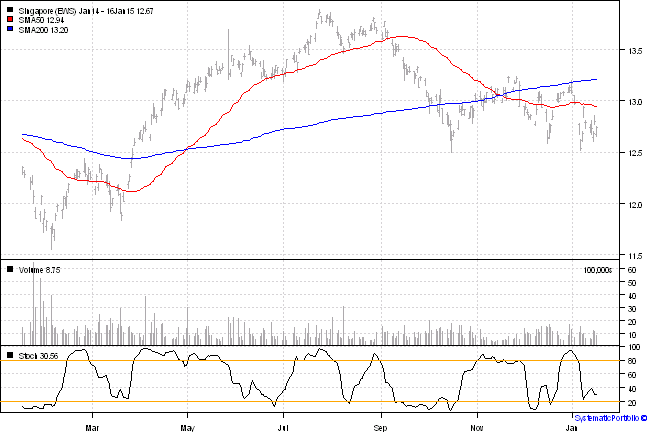 Singapore (EWS) Jan14 - 16Jan15 12.67
SMA50 12.94
SMA200 13.20
13.5
13.0
12.5
12.0
11.5
Volume 8.75
100,000s
60
50
40
30
20
10
Stoch 30.56
100
80
60
40
20
Mar
May
Jul
Sep
Nov
Jan
SystematicPortfolio ©